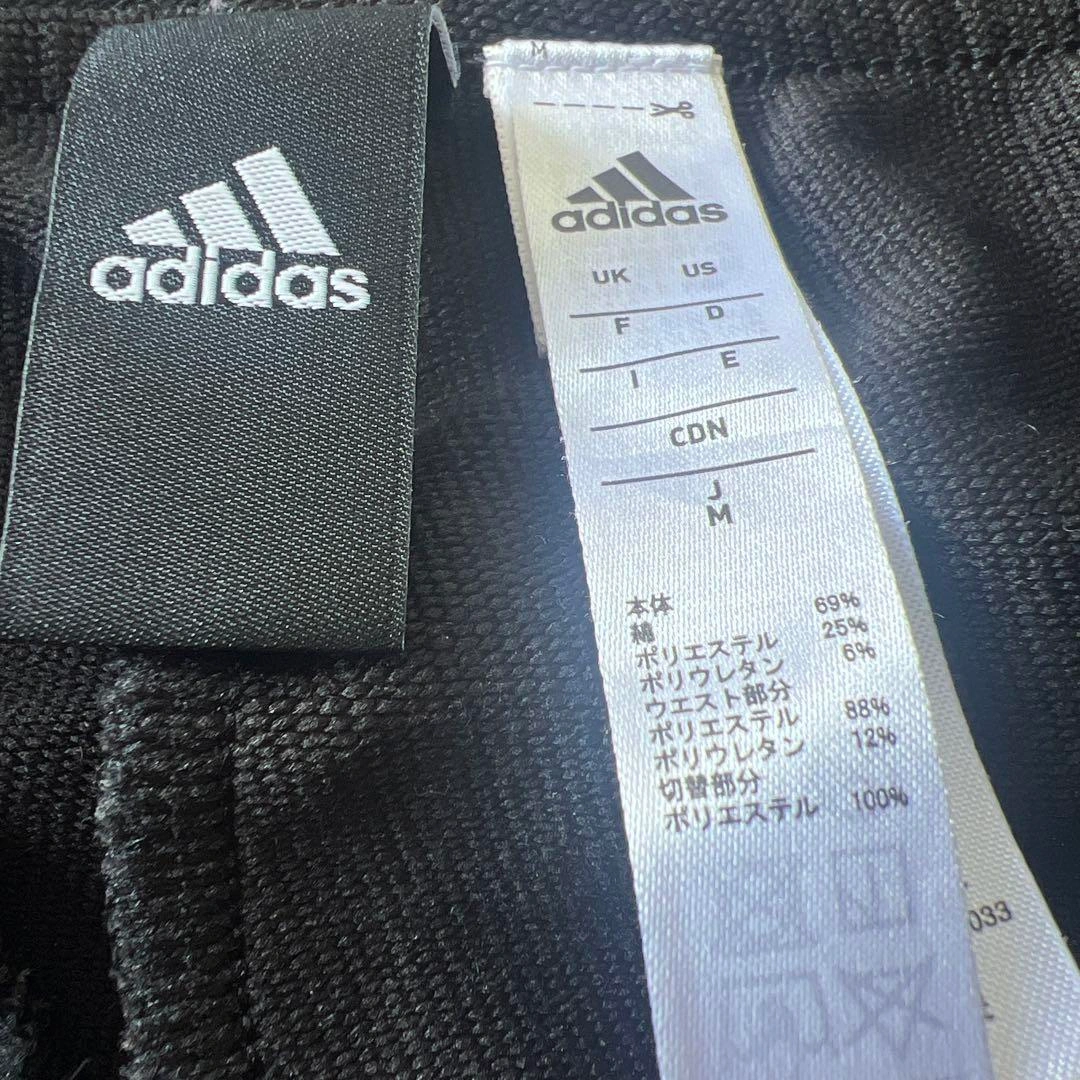 adidas
M
adidas
UK US
F D
I E
CDN
J
M
本体
綿 69%
ポリエステル 25%
ポリウレタン 6%
ウエスト部分
ポリエステル 88%
ポリウレタン 12%
切替部分
ポリエステル 100%
033